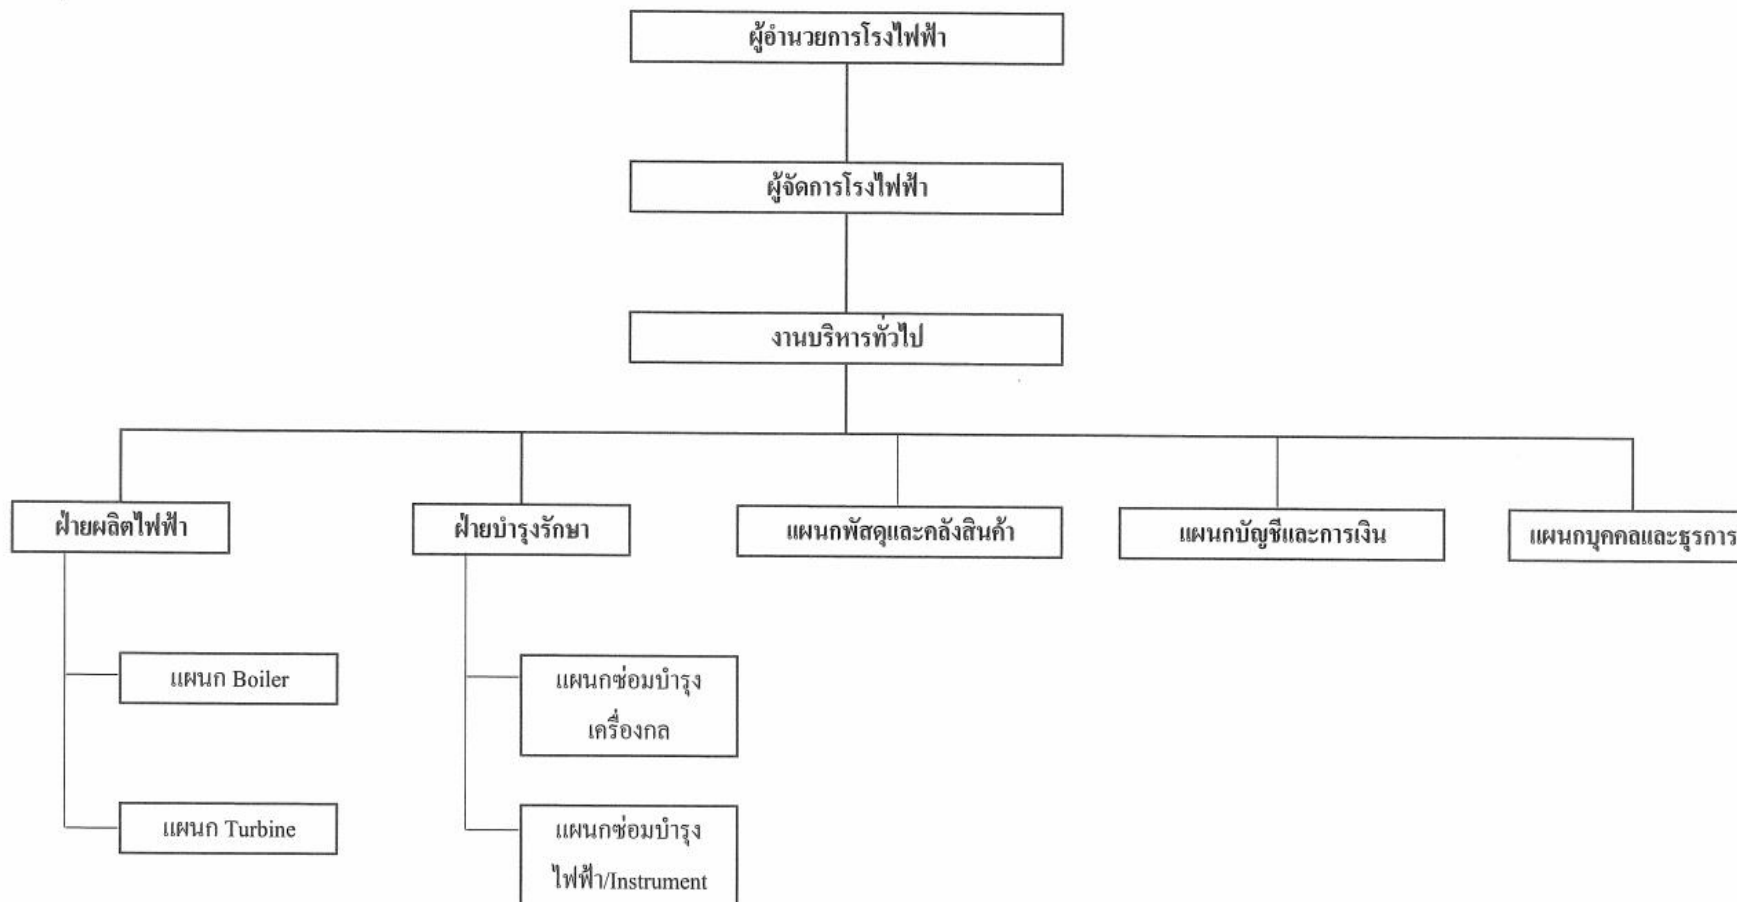 ผู้อำนวยการโรงไฟฟ้า
ผู้จัดการโรงไฟฟ้า
งานบริหารทั่วไป
ฝ่ายผลิตไฟฟ้า
ฝ่ายบำรุงรักษา
แผนกพัสดุและคลังสินค้า
แผนกบัญชีและการเงิน
แผนกบุคคลและธุรการ
แผนก Boiler
แผนกซ่อมบำรุง
เครื่องกล
แผนก Turbine
แผนกซ่อมบำรุง
ไฟฟ้า/Instrument